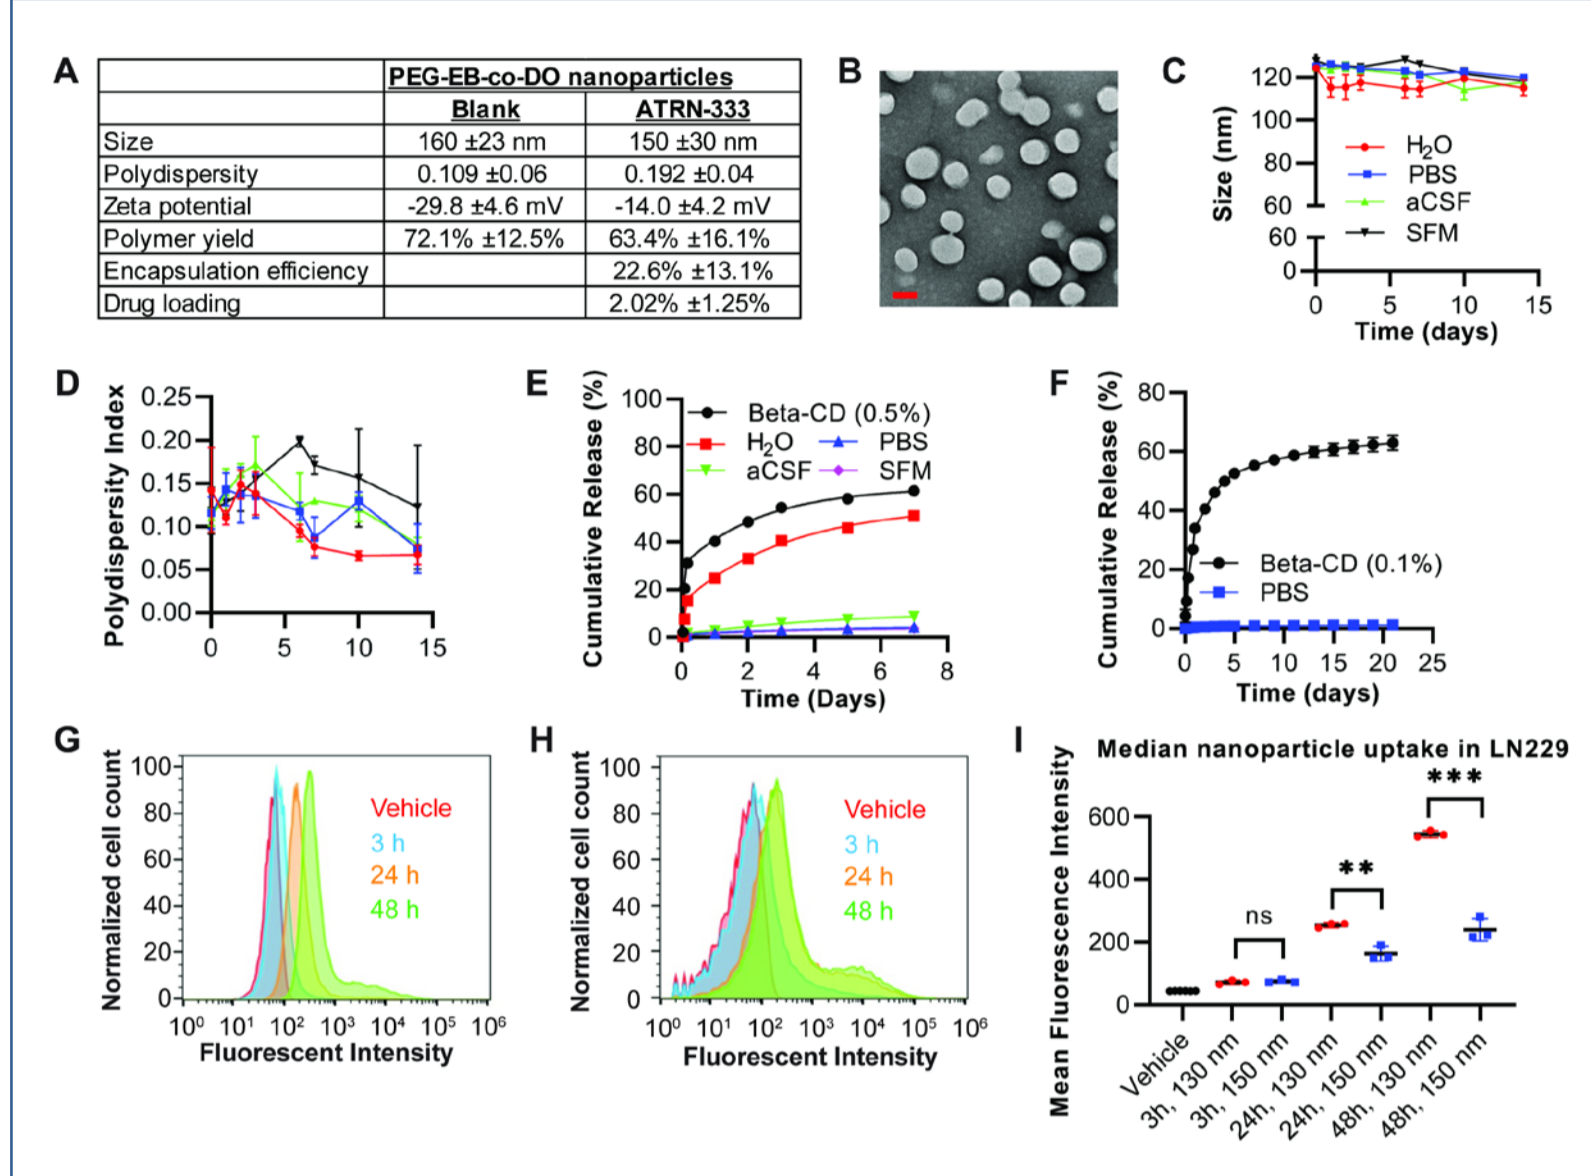 A
PEG-EB-co-DO nanoparticles
Blank ATRN-333
Size 160 ±23 nm 150 ±30 nm
Polydispersity 0.109 ±0.06 0.192 ±0.04
Zeta potential -29.8 ±4.6 mV -14.0 ±4.2 mV
Polymer yield 72.1% ±12.5% 63.4% ±16.1%
Encapsulation efficiency 22.6% ±13.1%
Drug loading 2.02% ±1.25%
B
C
Size (nm)
120
100
80
60
60
0
H₂O
PBS
aCSF
SFM
0 5 10 15
Time (days)
D
Polydispersity Index
0.25
0.20
0.15
0.10
0.05
0.00
0 5 10 15
E
Cumulative Release (%)
100
80
60
40
20
0
Beta-CD (0.5%)
H₂O PBS
aCSF SFM
0 2 4 6 8
Time (Days)
F
Cumulative Release (%)
80
60
40
20
0
Beta-CD (0.1%)
PBS
0 5 10 15 20 25
Time (days)
G
Normalized cell count
100
80
60
40
20
0
Vehicle
3 h
24 h
48 h
10⁰ 10¹ 10² 10³ 10⁴ 10⁵ 10⁶
Fluorescent Intensity
H
Normalized cell count
100
80
60
40
20
0
Vehicle
3 h
24 h
48 h
10⁰ 10¹ 10² 10³ 10⁴ 10⁵ 10⁶
Fluorescent Intensity
I
Median nanoparticle uptake in LN229
Mean Fluorescence Intensity
600
400
200
0
ns
**
***
Vehicle
3h, 130 nm
3h, 150 nm
24h, 130 nm
24h, 150 nm
48h, 130 nm
48h, 150 nm